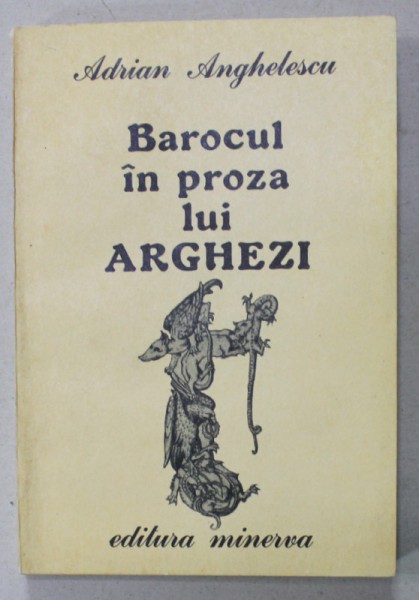 Adrian Anghelescu
Barocul
în proza
lui
ARGHEZI
editura minerva